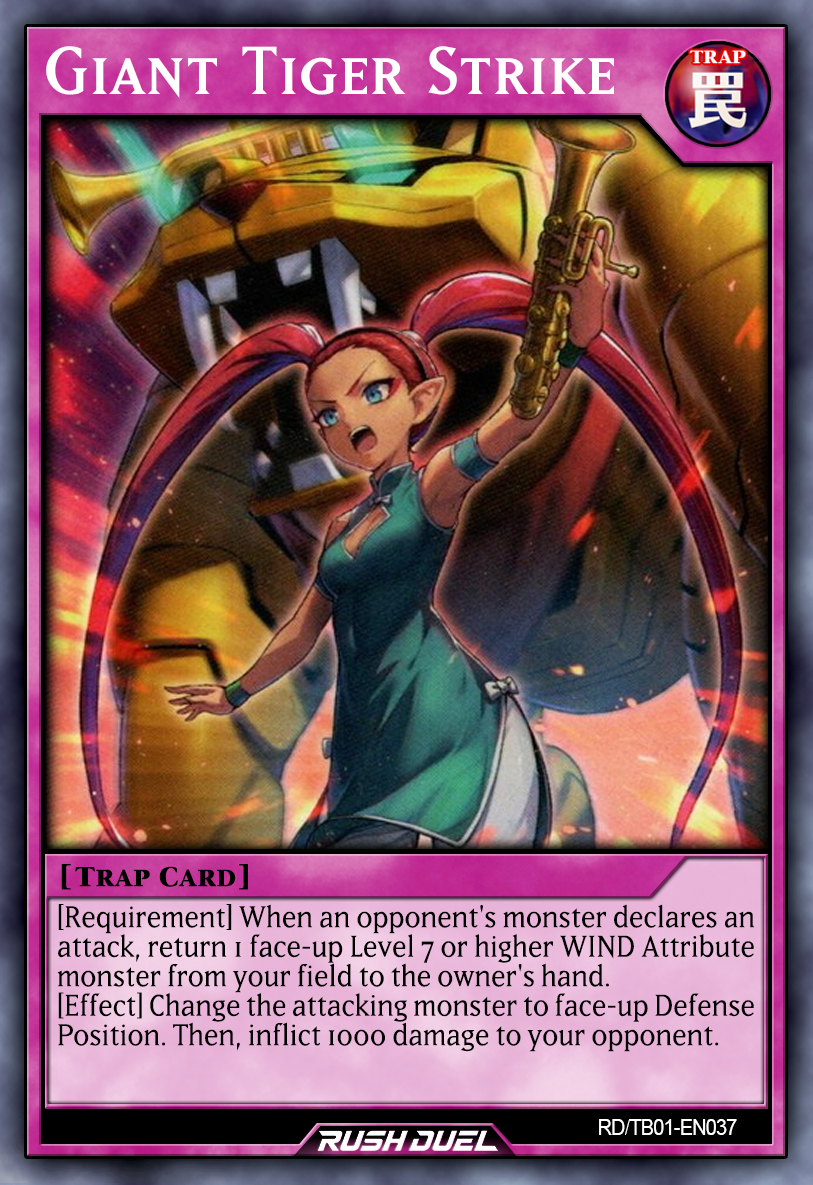 GIANT TIGER STRIKE
TRAP
罠
[TRAP CARD]
[Requirement] When an opponent's monster declares an
attack, return 1 face-up Level 7 or higher WIND Attribute
monster from your field to the owner's hand.
[Effect] Change the attacking monster to face-up Defense
Position. Then, inflict 1000 damage to your opponent.
RUSH DUEL
RD/TB01-EN037